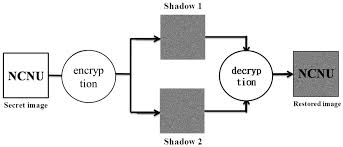 Shadow 1
NCNU
Secret image
encryp
tion
decryp
tion
NCNU
Restored image
Shadow 2